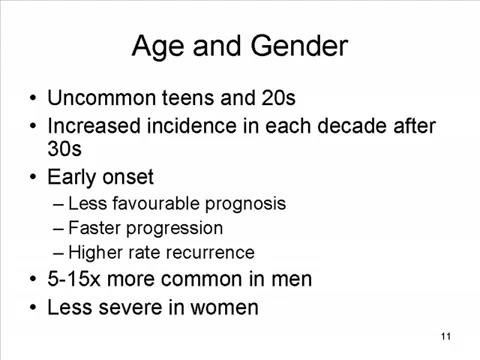 Age and Gender
• Uncommon teens and 20s
• Increased incidence in each decade after
30s
• Early onset
– Less favourable prognosis
– Faster progression
– Higher rate recurrence
• 5-15x more common in men
• Less severe in women
11